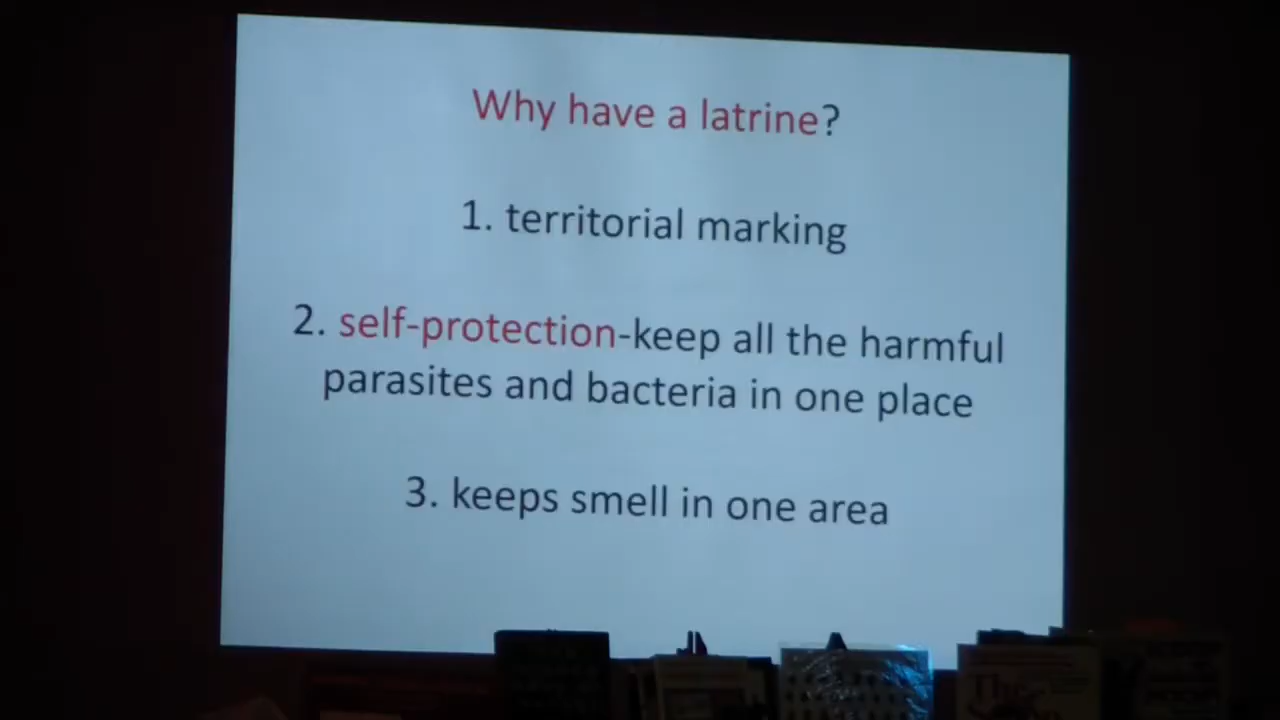 Why have a latrine?
1. territorial marking
2. self-protection-keep all the harmful
parasites and bacteria in one place
3. keeps smell in one area